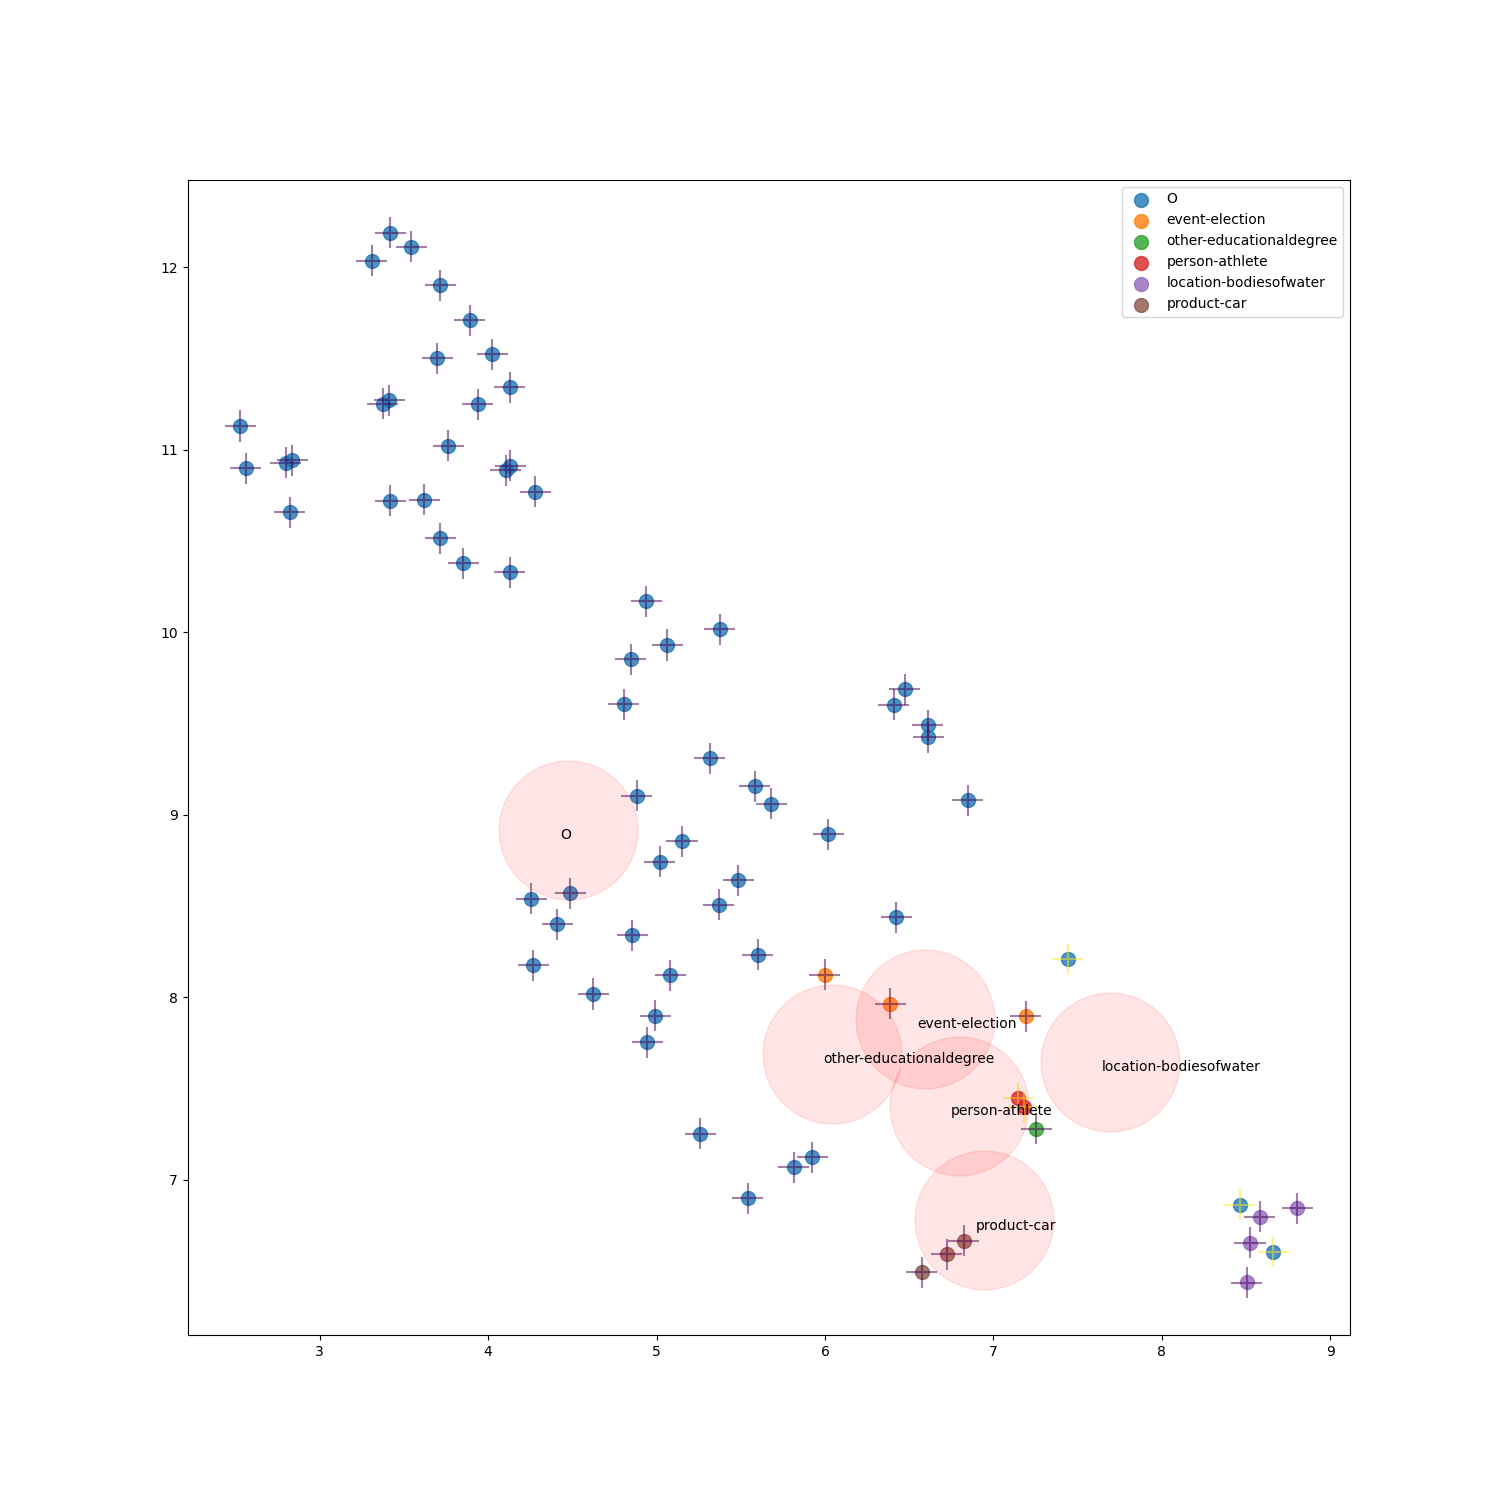 O
event-election
other-educationaldegree
person-athlete
location-bodiesofwater
product-car
12
11
10
9
8
7
O
event-election
other-educationaldegree
location-bodiesofwater
person-athlete
product-car
3 4 5 6 7 8 9